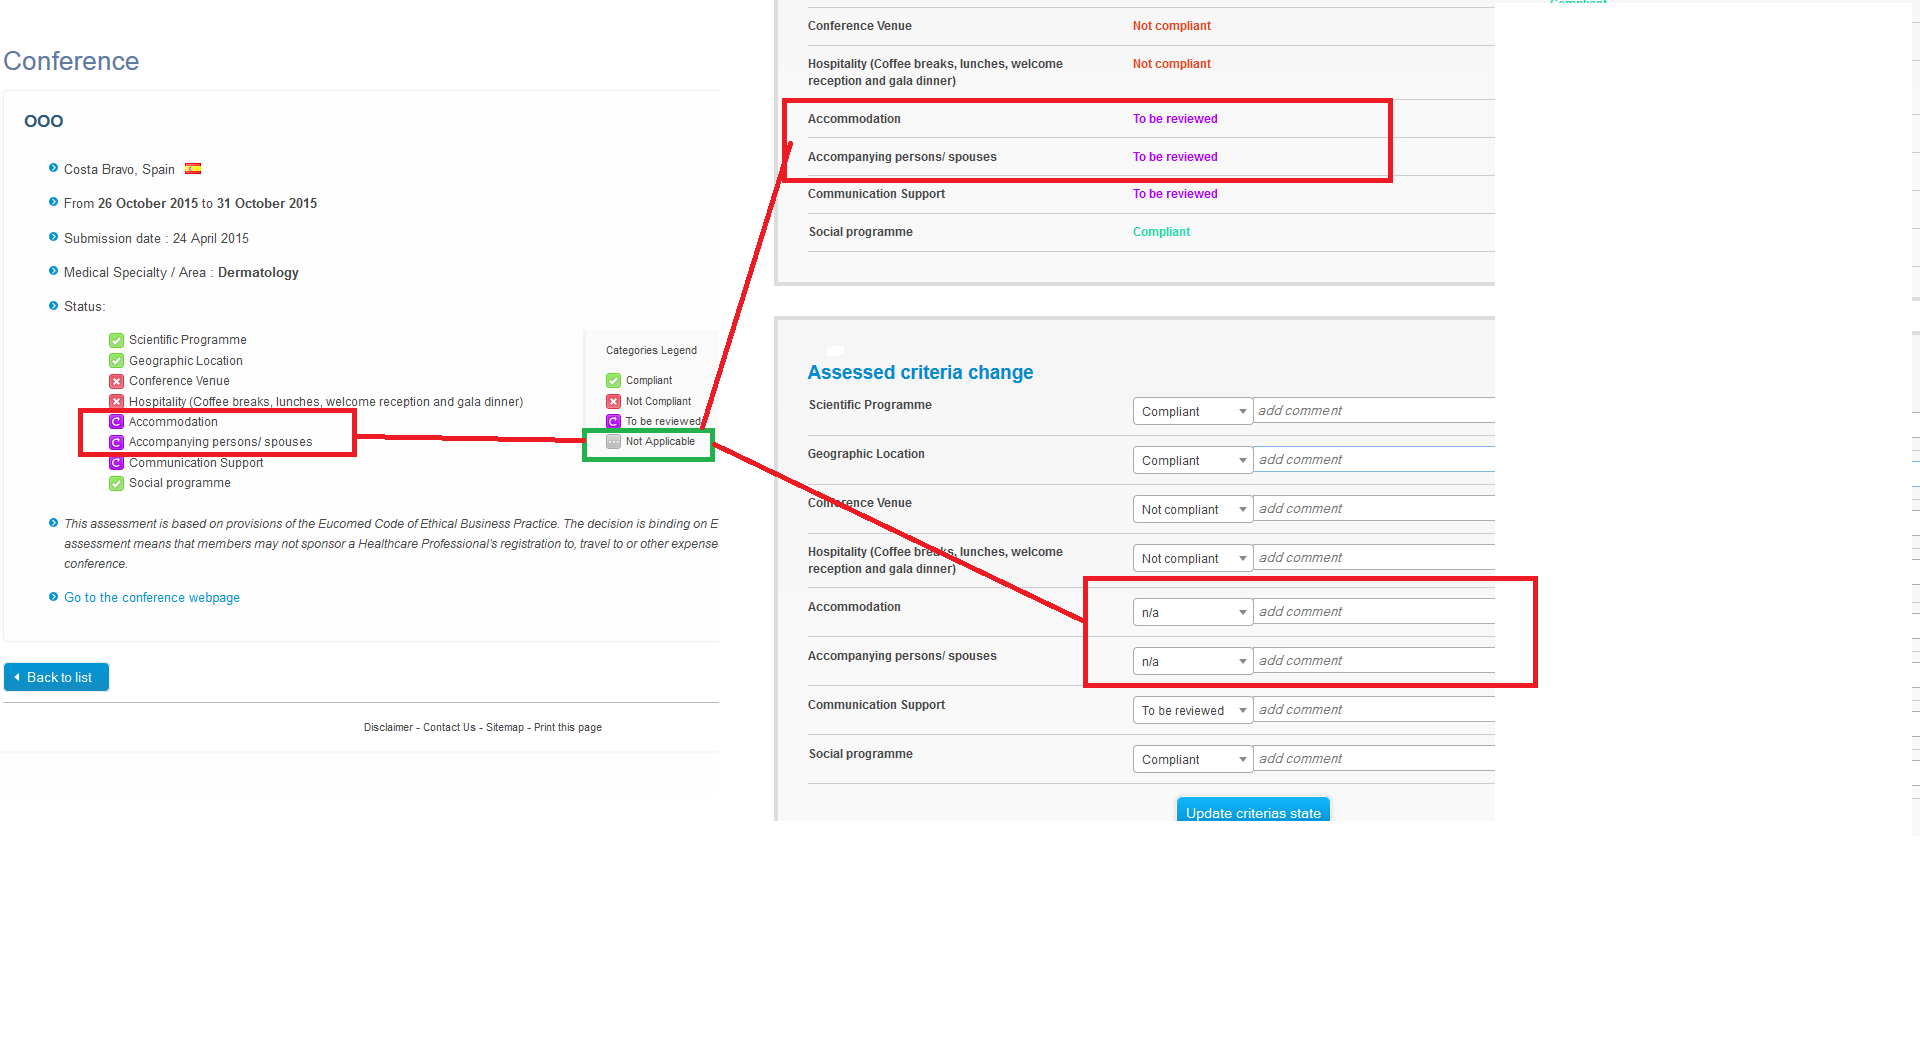 Conference
OOO
Costa Bravo, Spain
From 26 October 2015 to 31 October 2015
Submission date : 24 April 2015
Medical Specialty / Area : Dermatology
Status:
Scientific Programme
Geographic Location
Conference Venue
Hospitality (Coffee breaks, lunches, welcome reception and gala dinner)
Accommodation
Accompanying persons/ spouses
Communication Support
Social programme
Categories Legend
Compliant
Not Compliant
To be reviewed
Not Applicable
This assessment is based on provisions of the Eucomed Code of Ethical Business Practice. The decision is binding on E
assessment means that members may not sponsor a Healthcare Professional's registration to, travel to or other expense
conference.
Go to the conference webpage
Back to list
Disclaimer - Contact Us - Sitemap - Print this page
Conference Venue Not compliant
Hospitality (Coffee breaks, lunches, welcome Not compliant
reception and gala dinner)
Accommodation To be reviewed
Accompanying persons/ spouses To be reviewed
Communication Support To be reviewed
Social programme Compliant
Assessed criteria change
Scientific Programme Compliant add comment
Geographic Location Compliant add comment
Conference Venue Not compliant add comment
Hospitality (Coffee breaks, lunches, welcome Not compliant add comment
reception and gala dinner)
Accommodation n/a add comment
Accompanying persons/ spouses n/a add comment
Communication Support To be reviewed add comment
Social programme Compliant add comment
Update criterias state
Compliant